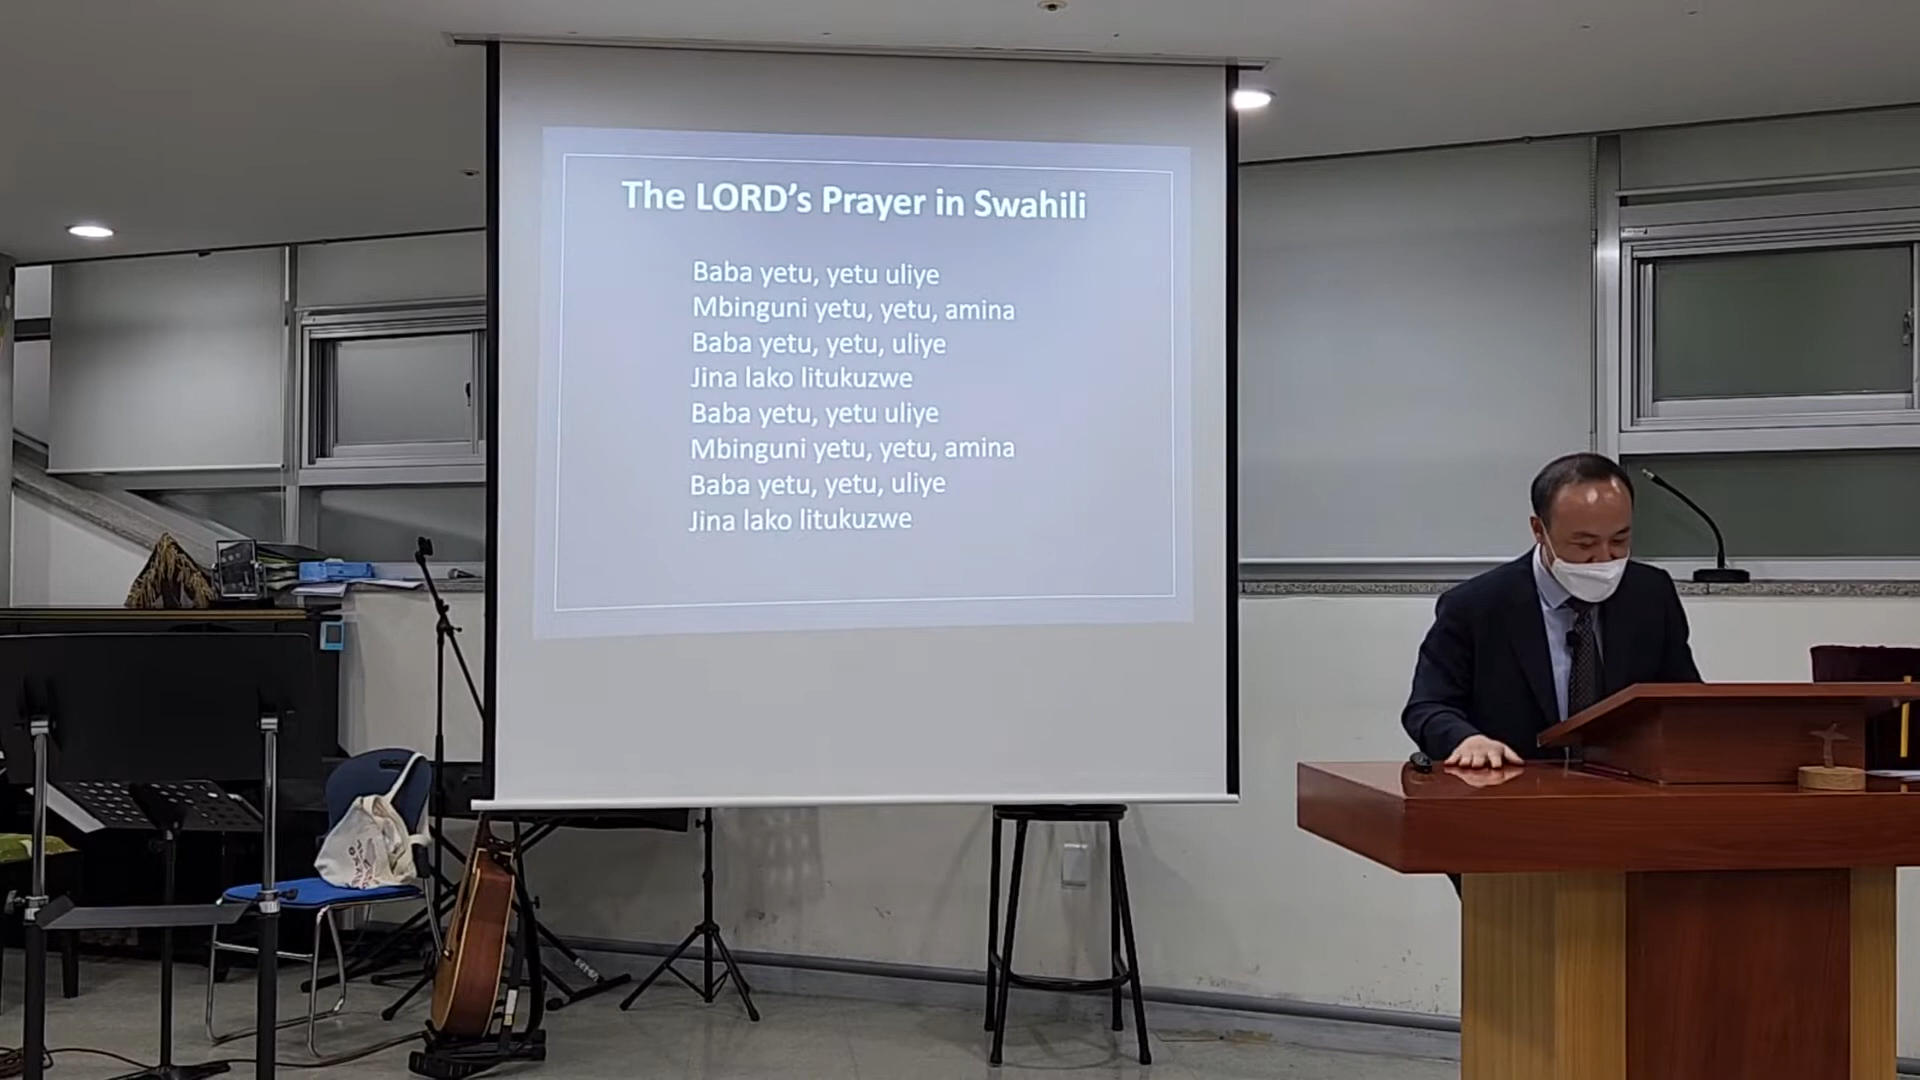 The LORD's Prayer in Swahili
Baba yetu, yetu uliye
Mbinguni yetu, yetu, amina
Baba yetu, yetu, uliye
Jina lako litukuzwe
Baba yetu, yetu uliye
Mbinguni yetu, yetu, amina
Baba yetu, yetu, uliye
Jina lako litukuzwe